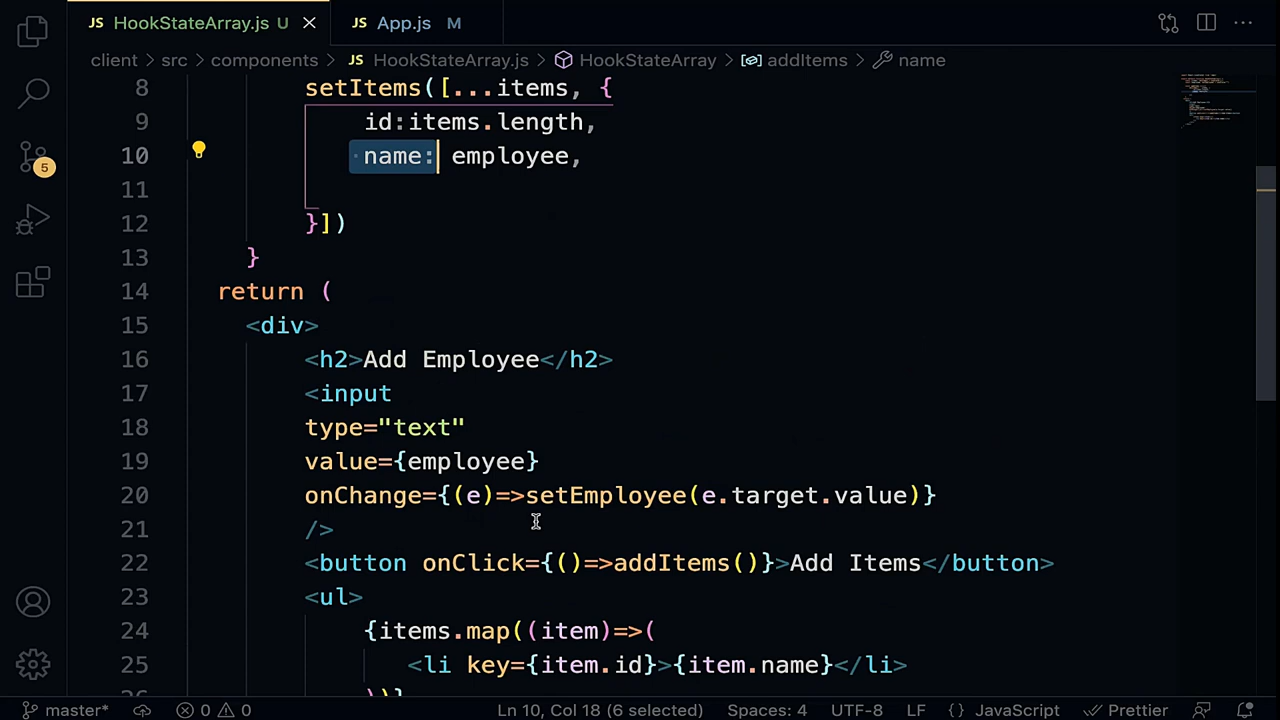 JS HookStateArray.js U
JS App.js M
client > src > components > JS HookStateArray.js > HookStateArray > addItems > name
8 setItems([...items, {
9 id:items.length,
10 name: employee,
11
12 }])
13 }
14 return (
15 <div>
16 <h2>Add Employee</h2>
17 <input
18 type="text"
19 value={employee}
20 onChange={(e)=>setEmployee(e.target.value)}
21 />
22 <button onClick={()=>addItems()}>Add Items</button>
23 <ul>
24 {items.map((item)=>(
25 <li key={item.id}>{item.name}</li>
26 ))}
5
master* 0 0 Ln 10, Col 18 (6 selected) Spaces: 4 UTF-8 LF {} JavaScript Prettier